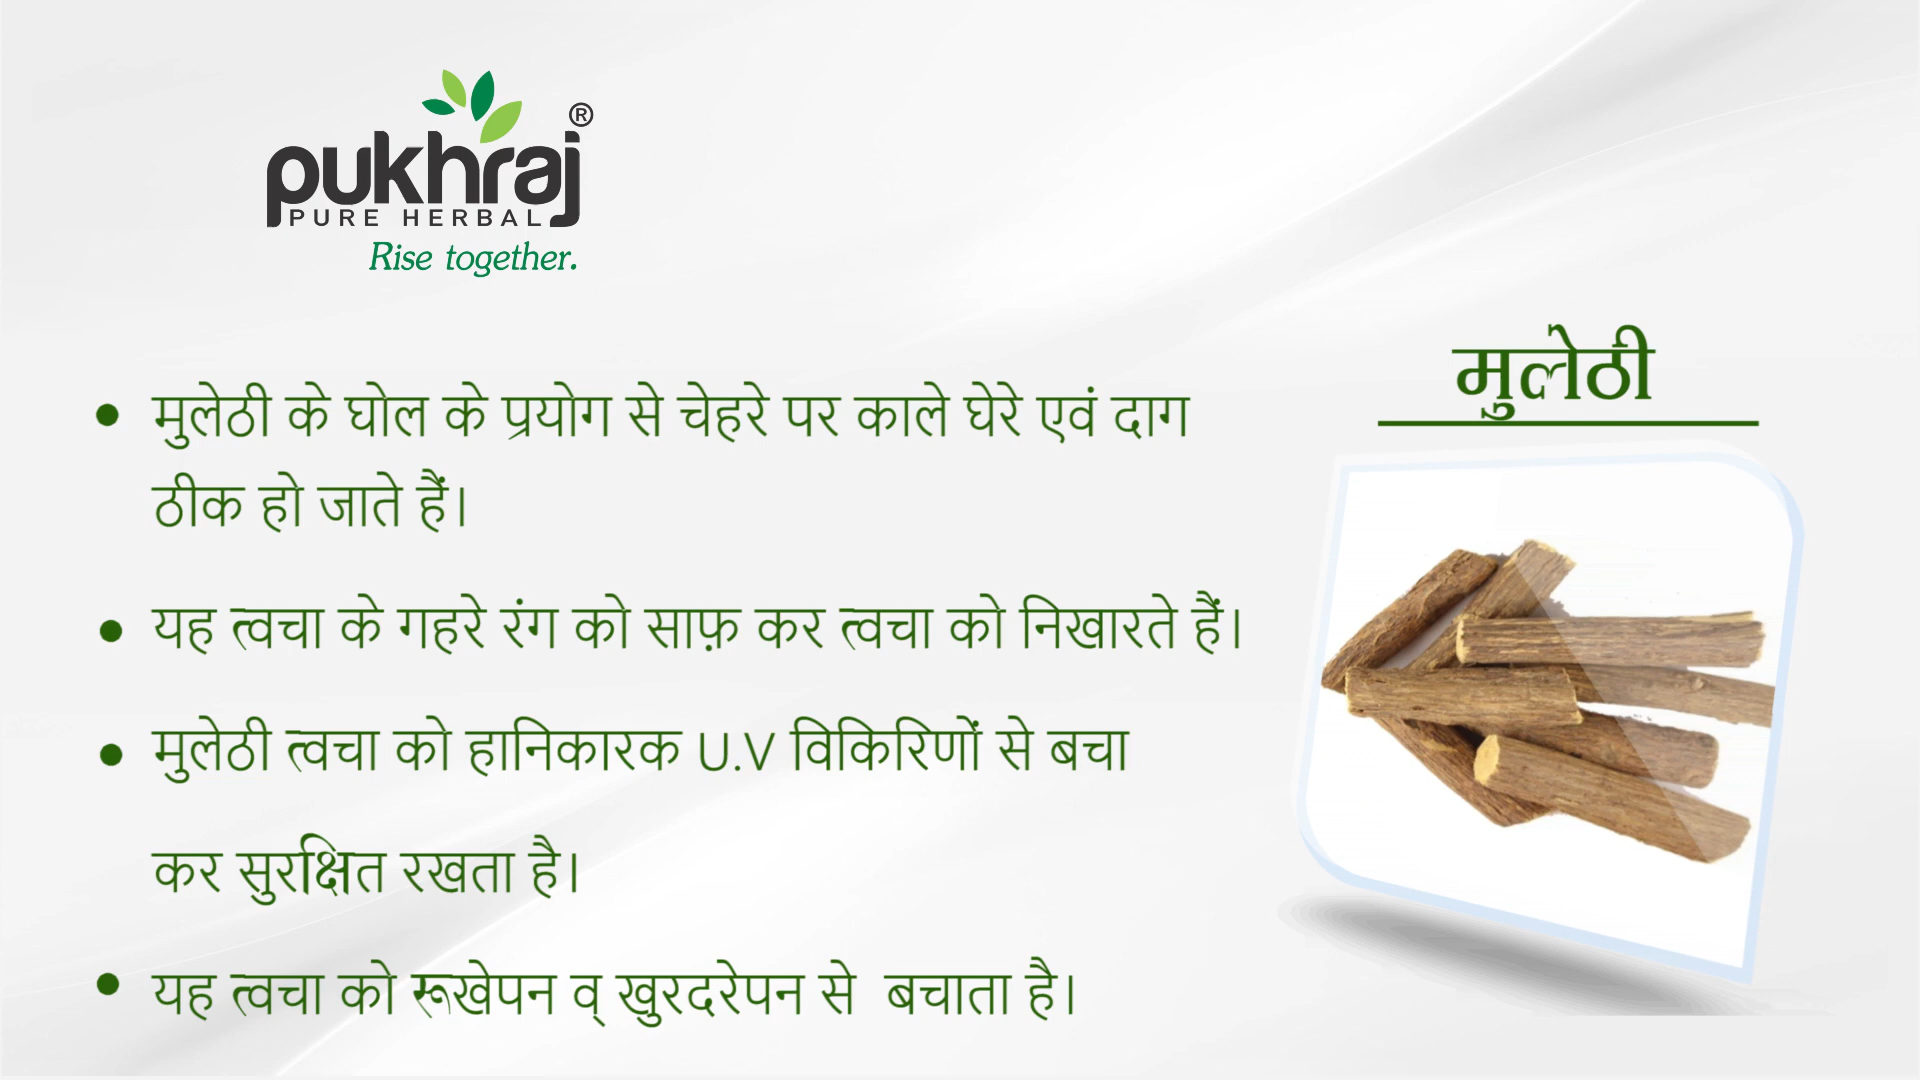 pukhraj®
PURE HERBAL
Rise together.
मुलेठी
मुलेठी के घोल के प्रयोग से चेहरे पर काले घेरे एवं दाग
ठीक हो जाते हैं।
यह त्वचा के गहरे रंग को साफ़ कर त्वचा को निखारते हैं।
मुलेठी त्वचा को हानिकारक U.V विकिरिणों से बचा
कर सुरक्षित रखता है।
यह त्वचा को रूखेपन व् खुरदरेपन से बचाता है।